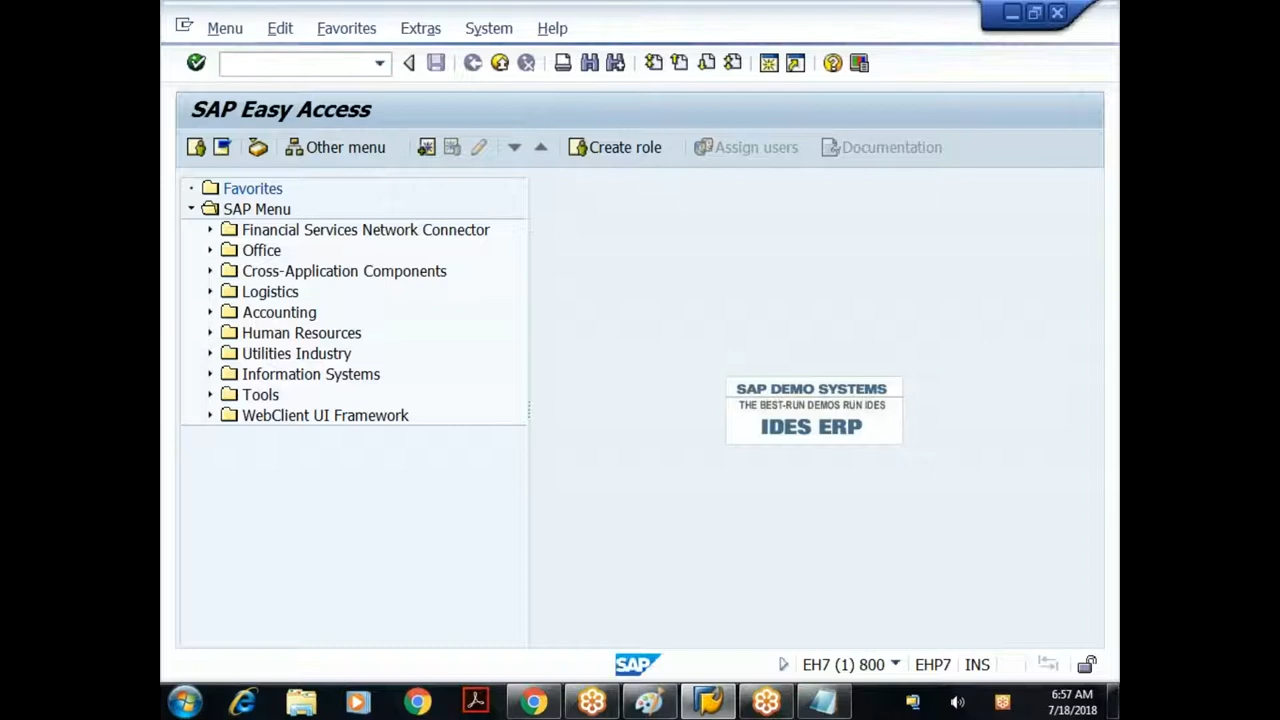 Menu Edit Favorites Extras System Help
SAP Easy Access
Other menu Create role Assign users Documentation
Favorites
SAP Menu
Financial Services Network Connector
Office
Cross-Application Components
Logistics
Accounting
Human Resources
Utilities Industry
Information Systems
Tools
WebClient UI Framework
SAP DEMO SYSTEMS
THE BEST-RUN DEMOS RUN IDES
IDES ERP
SAP EH7 (1) 800 EHP7 INS
6:57 AM
7/18/2018